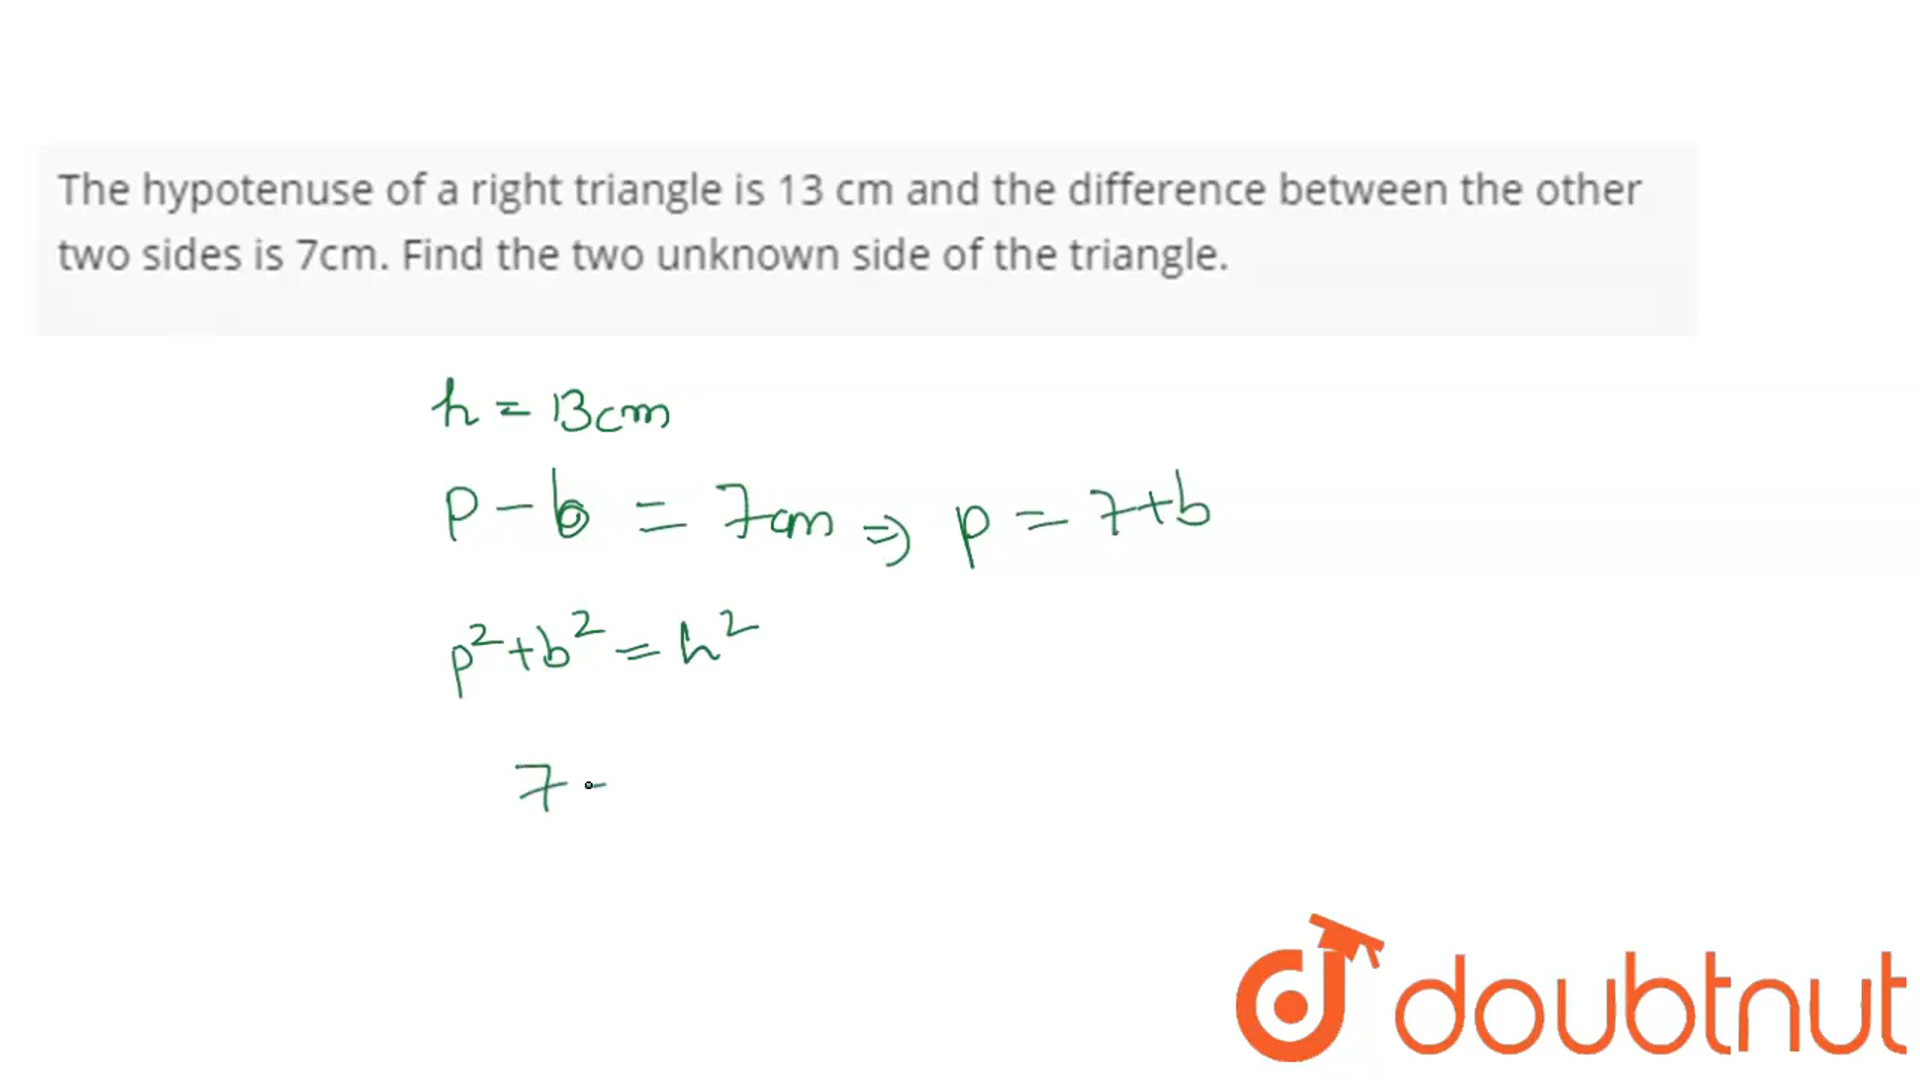 The hypotenuse of a right triangle is 13 cm and the difference between the other
two sides is 7cm. Find the two unknown side of the triangle.
h = 13cm
p - b = 7cm ⇒ p = 7+b
p² + b² = h²
7 -
doubtnut